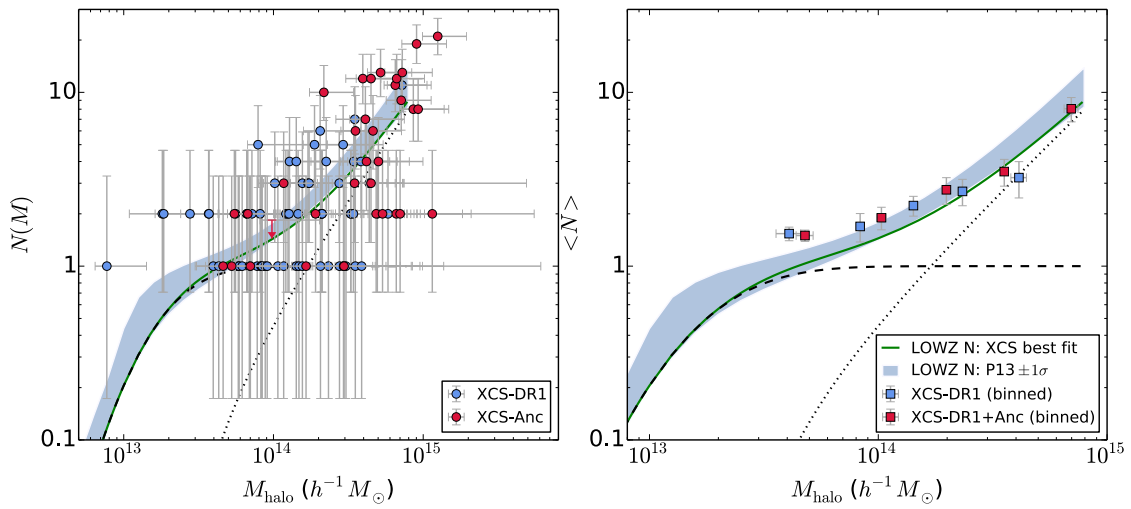 N(M)
10
1
0.1
10^13
10^14
10^15
M_halo (h^−1 M_⊙)
XCS-DR1
XCS-Anc
<N>
10
1
0.1
10^13
10^14
10^15
M_halo (h^−1 M_⊙)
LOWZ N: XCS best fit
LOWZ N: P13 ±1σ
XCS-DR1 (binned)
XCS-DR1+Anc (binned)